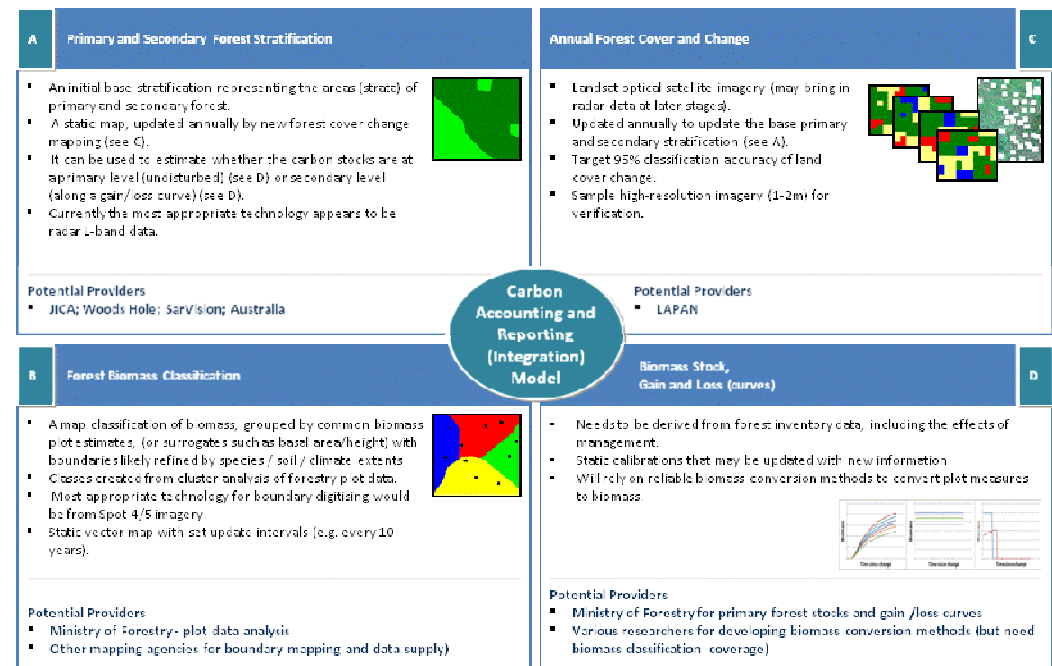 A
Primary and Secondary Forest Stratification
▪ An initial base stratification representing the areas (strata) of
primary and secondary forest.
▪ A static map, updated annually by new forest cover change
mapping (see C).
▪ It can be used to estimate whether the carbon stocks are at
a primary level (undisturbed) (see D) or secondary level
(along a gain/loss curve) (see D).
▪ Currently the most appropriate technology appears to be
radar L-band data.
Potential Providers
▪ JICA; Woods Hole; SarVision; Australia
Annual Forest Cover and Change
C
▪ Landsat optical satellite imagery (may bring in
radar data at later stages).
▪ Updated annually to update the base primary
and secondary stratification (see A).
▪ Target 95% classification accuracy of land
cover change.
▪ Sample high-resolution imagery (1-2m) for
verification.
Potential Providers
▪ LAPAN
Carbon
Accounting and
Reporting
(Integration)
Model
B
Forest Biomass Classification
▪ A map classification of biomass, grouped by common biomass
plot estimates, (or surrogates such as basal area/height) with
boundaries likely refined by species / soil / climate extents
▪ Classes created from cluster analysis of forestry plot data.
▪ Most appropriate technology for boundary digitising would
be from Spot 4/5 imagery
▪ Static vector map with set update intervals (e.g. every 10
years).
Potential Providers
▪ Ministry of Forestry - plot data analysis
▪ Other mapping agencies for boundary mapping and data supply)
Biomass Stock,
Gain and Loss (curves)
D
- Needs to be derived from forest inventory data, including the effects of
management.
▪ Static calibrations that may be updated with new information
▪ Will rely on reliable biomass conversion methods to convert plot measures
to biomass.
Time since change
Time since change
Time since change
Potential Providers
▪ Ministry of Forestry for primary forest stocks and gain /loss curves
▪ Various researchers for developing biomass conversion methods (but need
biomass classification coverage)